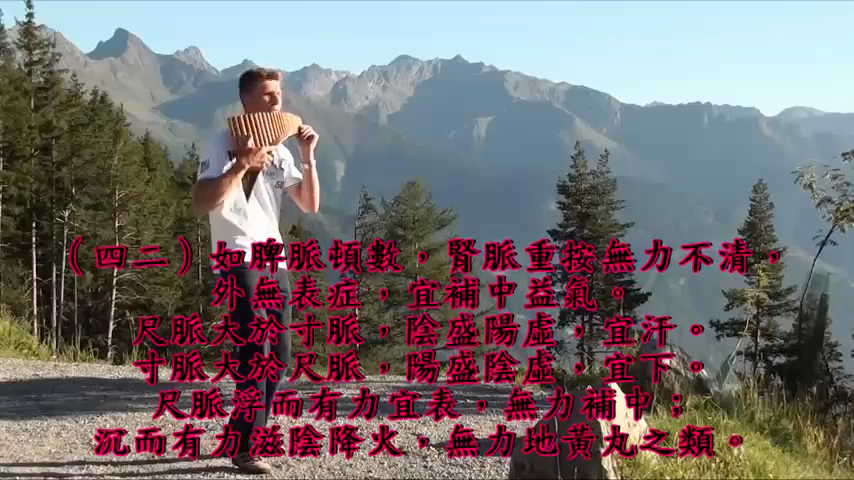 （四二）如脾脈頓數，腎脈重按無力不清，
外無表症，宜補中益氣。
尺脈大於寸脈，陰盛陽虛，宜汗。
寸脈大於尺脈，陽盛陰虛，宜下。
尺脈浮而有力宜表，無力補中；
沉而有力滋陰降火，無力地黃丸之類。